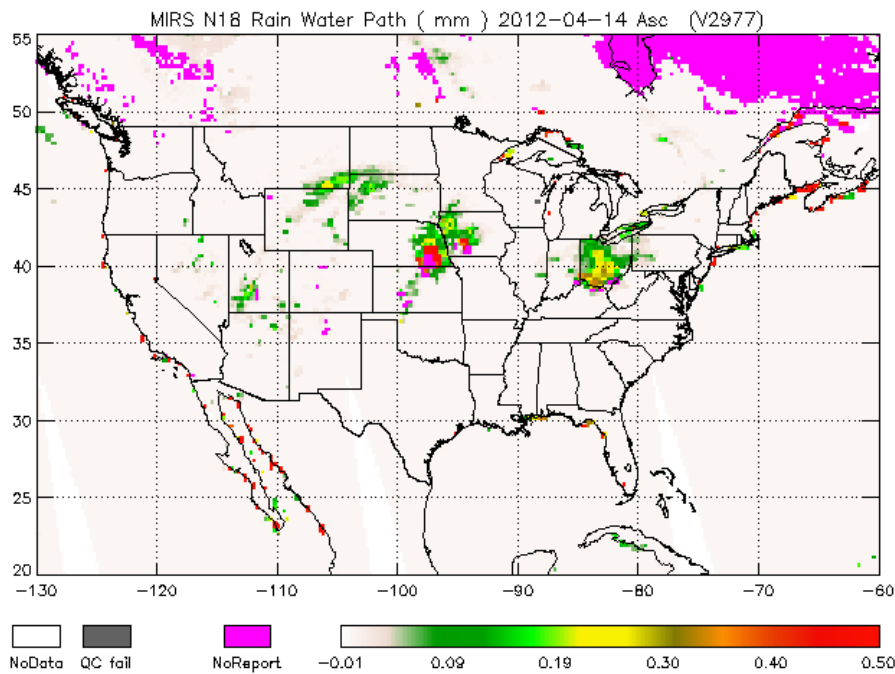 MIRS N18 Rain Water Path ( mm ) 2012-04-14 Asc (V2977)
55
50
45
40
35
30
25
20
-130 -120 -110 -100 -90 -80 -70 -60
NoData QC fail NoReport -0.01 0.09 0.19 0.30 0.40 0.50